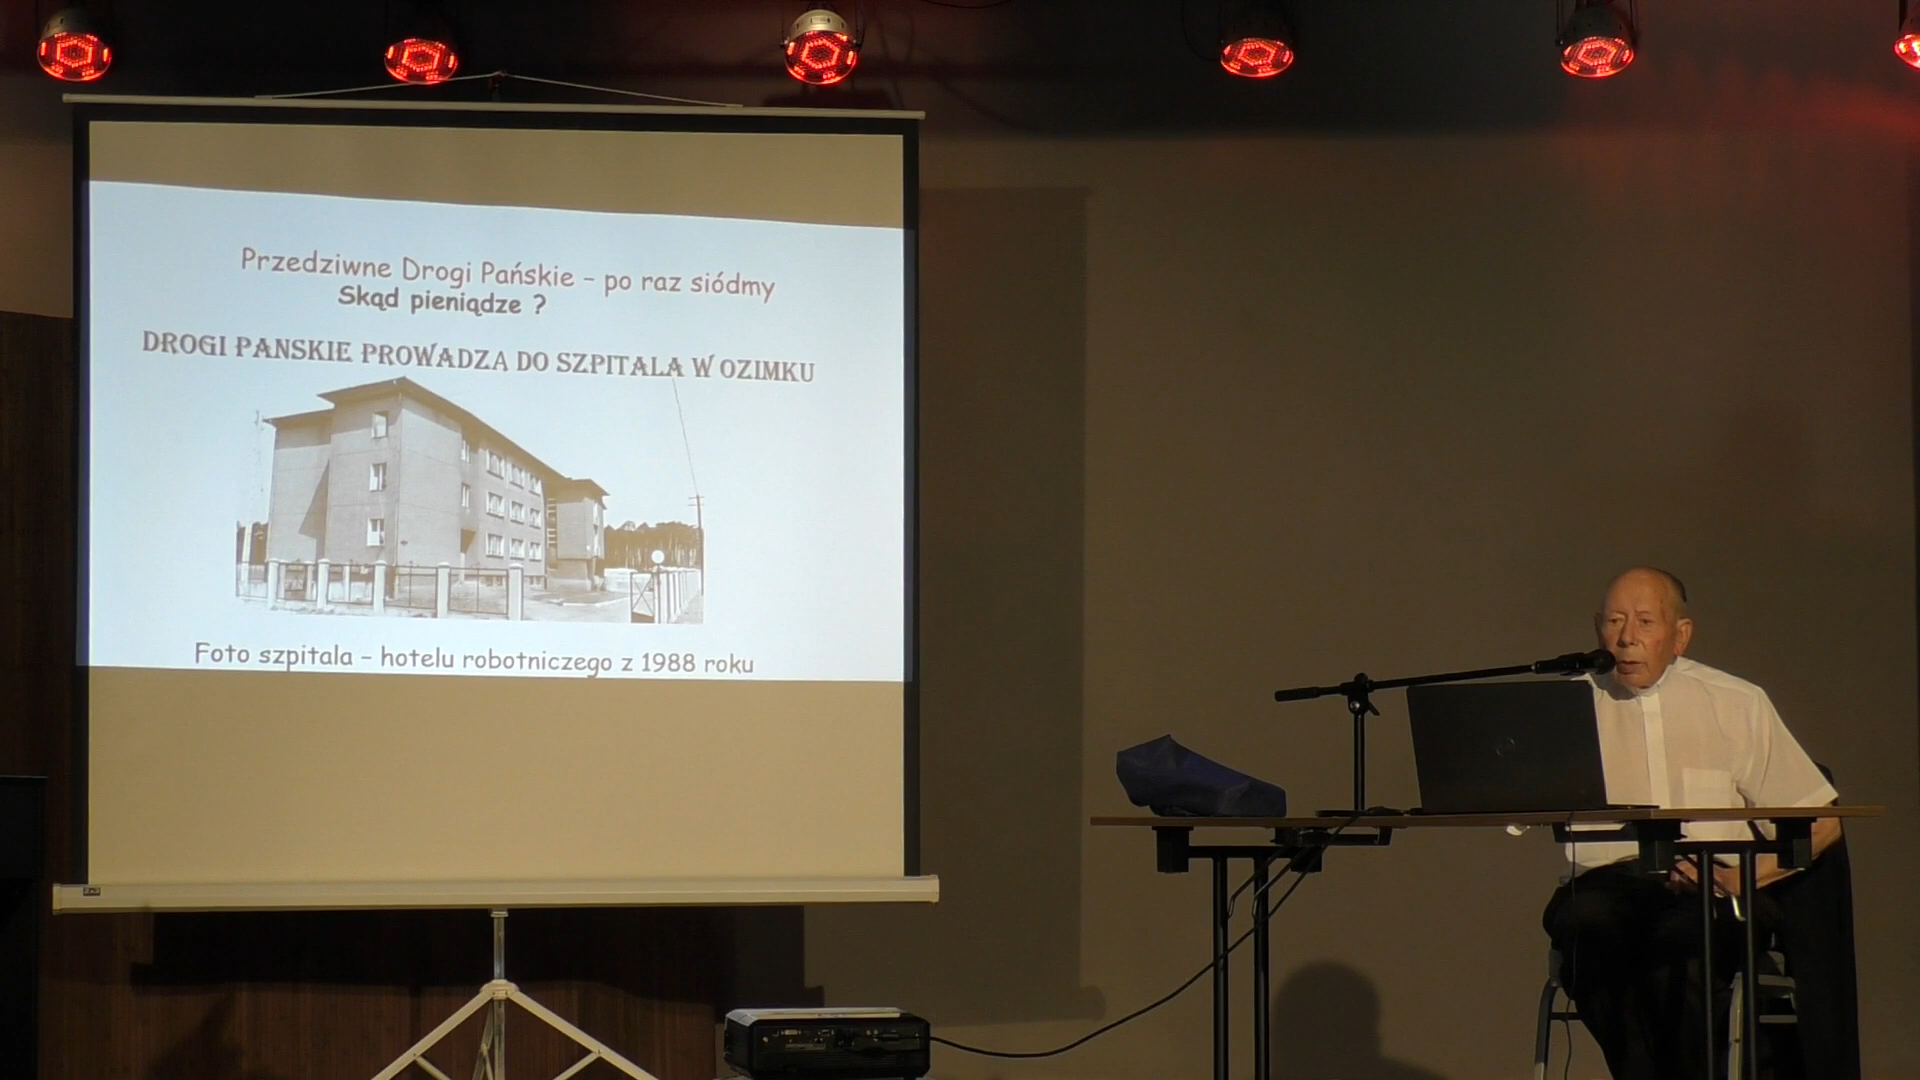 Przedziwne Drogi Pańskie - po raz siódmy
Skąd pieniądze ?
DROGI PANSKIE PROWADZA DO SZPITALA W OZIMKU
Foto szpitala - hotelu robotniczego z 1988 roku